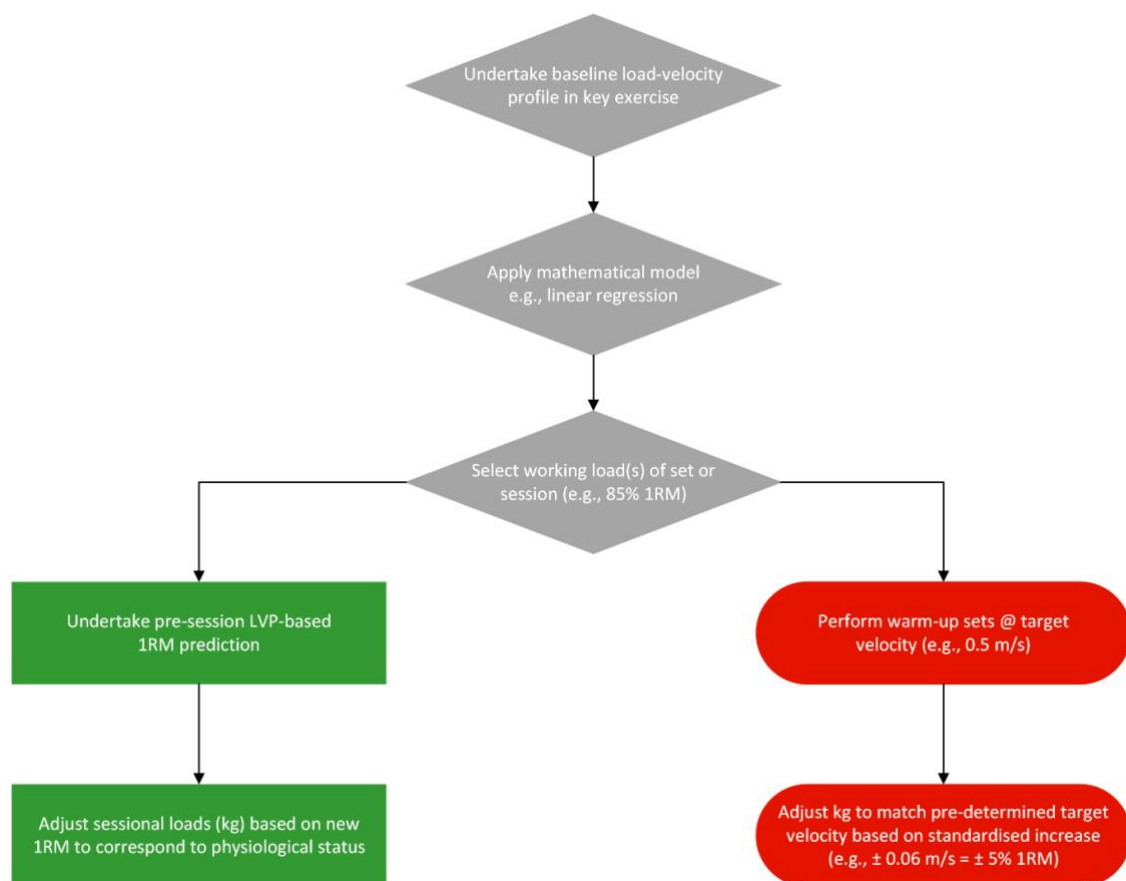 Undertake baseline load-velocity
profile in key exercise
Apply mathematical model
e.g., linear regression
Select working load(s) of set or
session (e.g., 85% 1RM)
Undertake pre-session LVP-based
1RM prediction
Adjust sessional loads (kg) based on new
1RM to correspond to physiological status
Perform warm-up sets @ target
velocity (e.g., 0.5 m/s)
Adjust kg to match pre-determined target
velocity based on standardised increase
(e.g., ± 0.06 m/s = ± 5% 1RM)